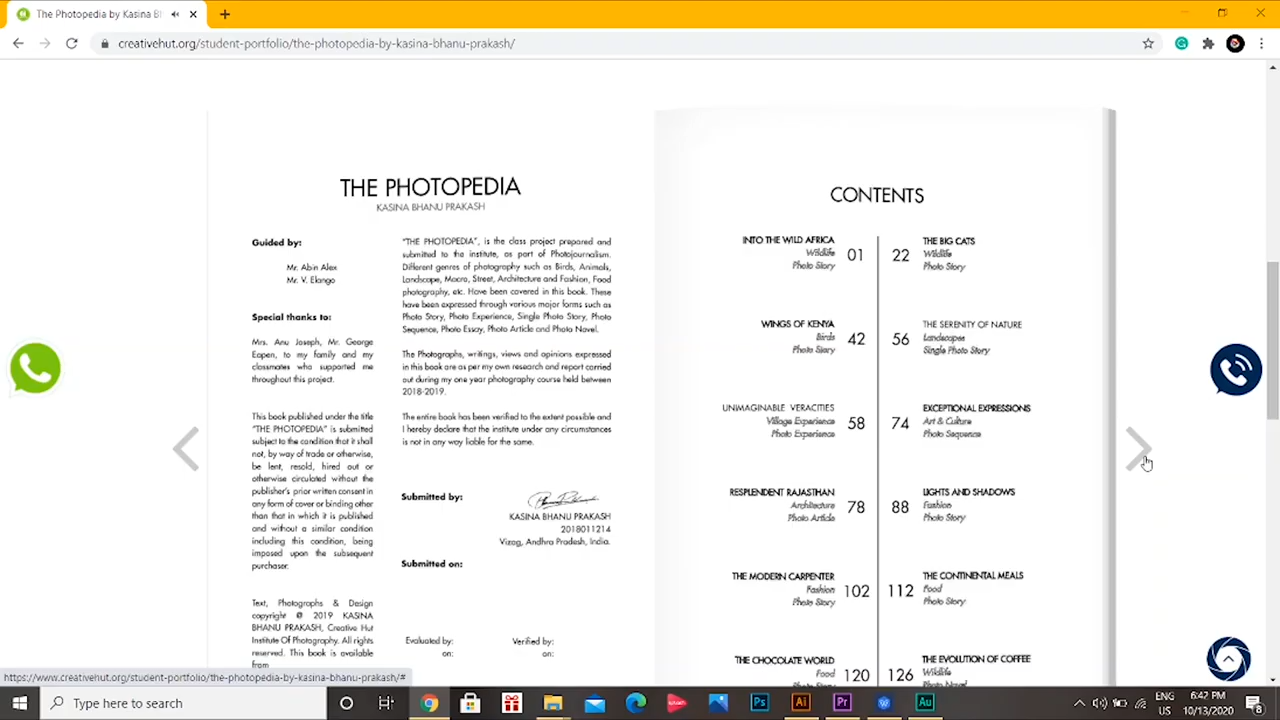 The Photopedia by Kasina B
creativehut.org/student-portfolio/the-photopedia-by-kasina-bhanu-prakash/
THE PHOTOPEDIA
KASINA BHANU PRAKASH
Guided by:
Mr. Abin Alex
Mr. V. Elango
Special thanks to:
Mrs. Anu Joseph, Mr. George
Eapen, to my family and my
classmates who supported me
throughout this project.
This book published under the title
"THE PHOTOPEDIA" is submitted
subject to the condition that it shall
not, by way of trade or otherwise,
be lent, resold, hired out or
otherwise circulated without the
publisher's prior written consent in
any form of cover or binding other
than that in which it is published
and without a similar condition
including this condition, being
imposed upon the subsequent
purchaser.
Text, Photographs & Design
copyright @ 2019 KASINA
BHANU PRAKASH, Creative Hut
Institute Of Photography. All rights
reserved. This book is available
from
"THE PHOTOPEDIA", is the class project prepared and
submitted to the institute, as part of Photojournalism.
Different genres of photography such as Birds, Animals,
Landscape, Macro, Street, Architecture and Fashion, Food
photography, etc. Have been covered in this book. These
have been expressed through various major forms such as
Photo Story, Photo Experience, Single Photo Story, Photo
Sequence, Photo Essay, Photo Article and Photo Novel.
The Photographs, writings, views and opinions expressed
in this book are as per my own research and report carried
out during my one year photography course held between
2018-2019.
The entire book has been verified to the extent possible and
I hereby declare that the institute under any circumstances
is not in any way liable for the same.
Submitted by:
KASINA BHANU PRAKASH
2018011214
Vizag, Andhra Pradesh, India.
Submitted on:
Evaluated by: Verified by:
on: on:
CONTENTS
INTO THE WILD AFRICA
Wildlife
Photo Story
01
22
THE BIG CATS
Wildlife
Photo Story
WINGS OF KENYA
Birds
Photo Story
42
56
THE SERENITY OF NATURE
Landscapes
Single Photo Story
UNIMAGINABLE VERACITIES
Village Experience
Photo Experience
58
74
EXCEPTIONAL EXPRESSIONS
Art & Culture
Photo Sequence
RESPLENDENT RAJASTHAN
Architecture
Photo Article
78
88
LIGHTS AND SHADOWS
Fashion
Photo Story
THE MODERN CARPENTER
Fashion
Photo Story
102
112
THE CONTINENTAL MEALS
Food
Photo Story
THE CHOCOLATE WORLD
Food
Photo Story
120
126
THE EVOLUTION OF COFFEE
Wildlife
Photo Novel
https://www.creativehut.org/student-portfolio/the-photopedia-by-kasina-bhanu-prakash/#
Type here to search
Ps
Ai
Pr
Au
ENG
US
6:42 PM
10/13/2020
8